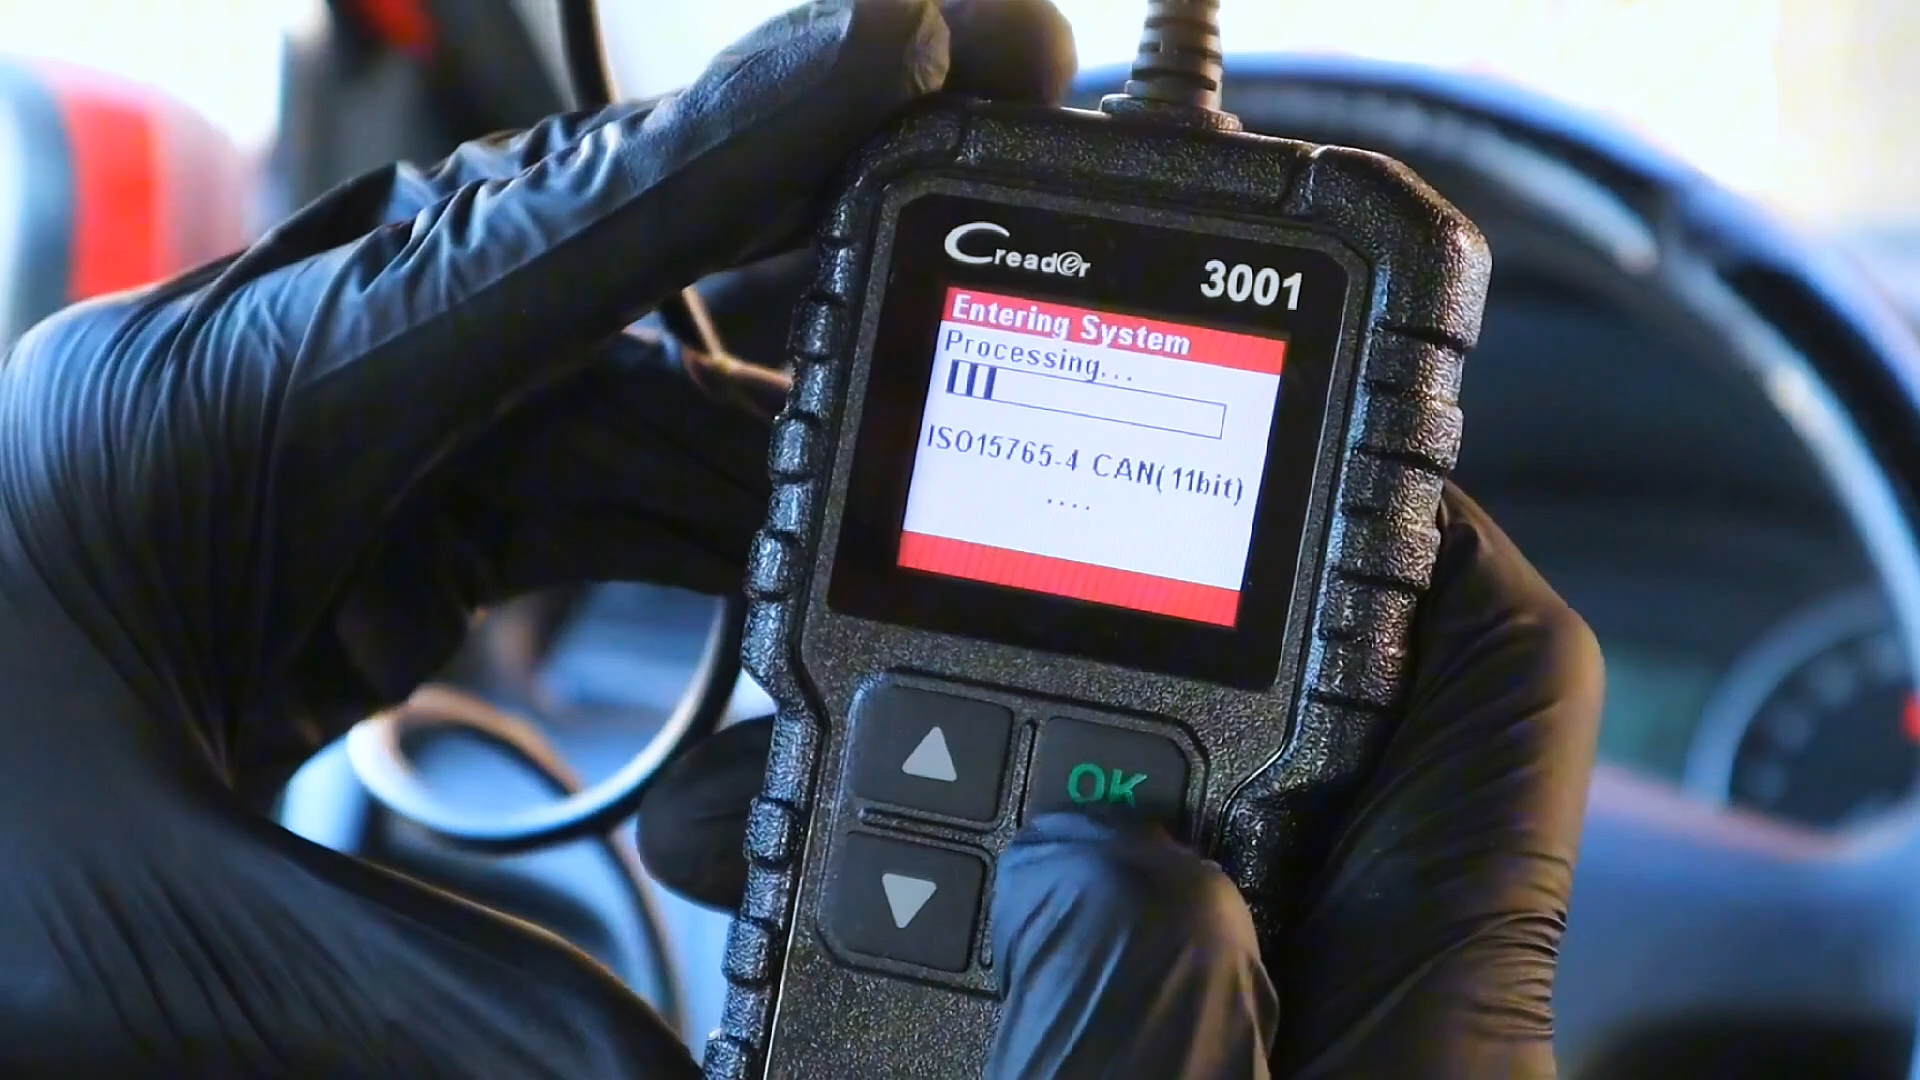 Creader
3001
Entering System
Processing...
ISO15765-4 CAN(11bit)
....
OK